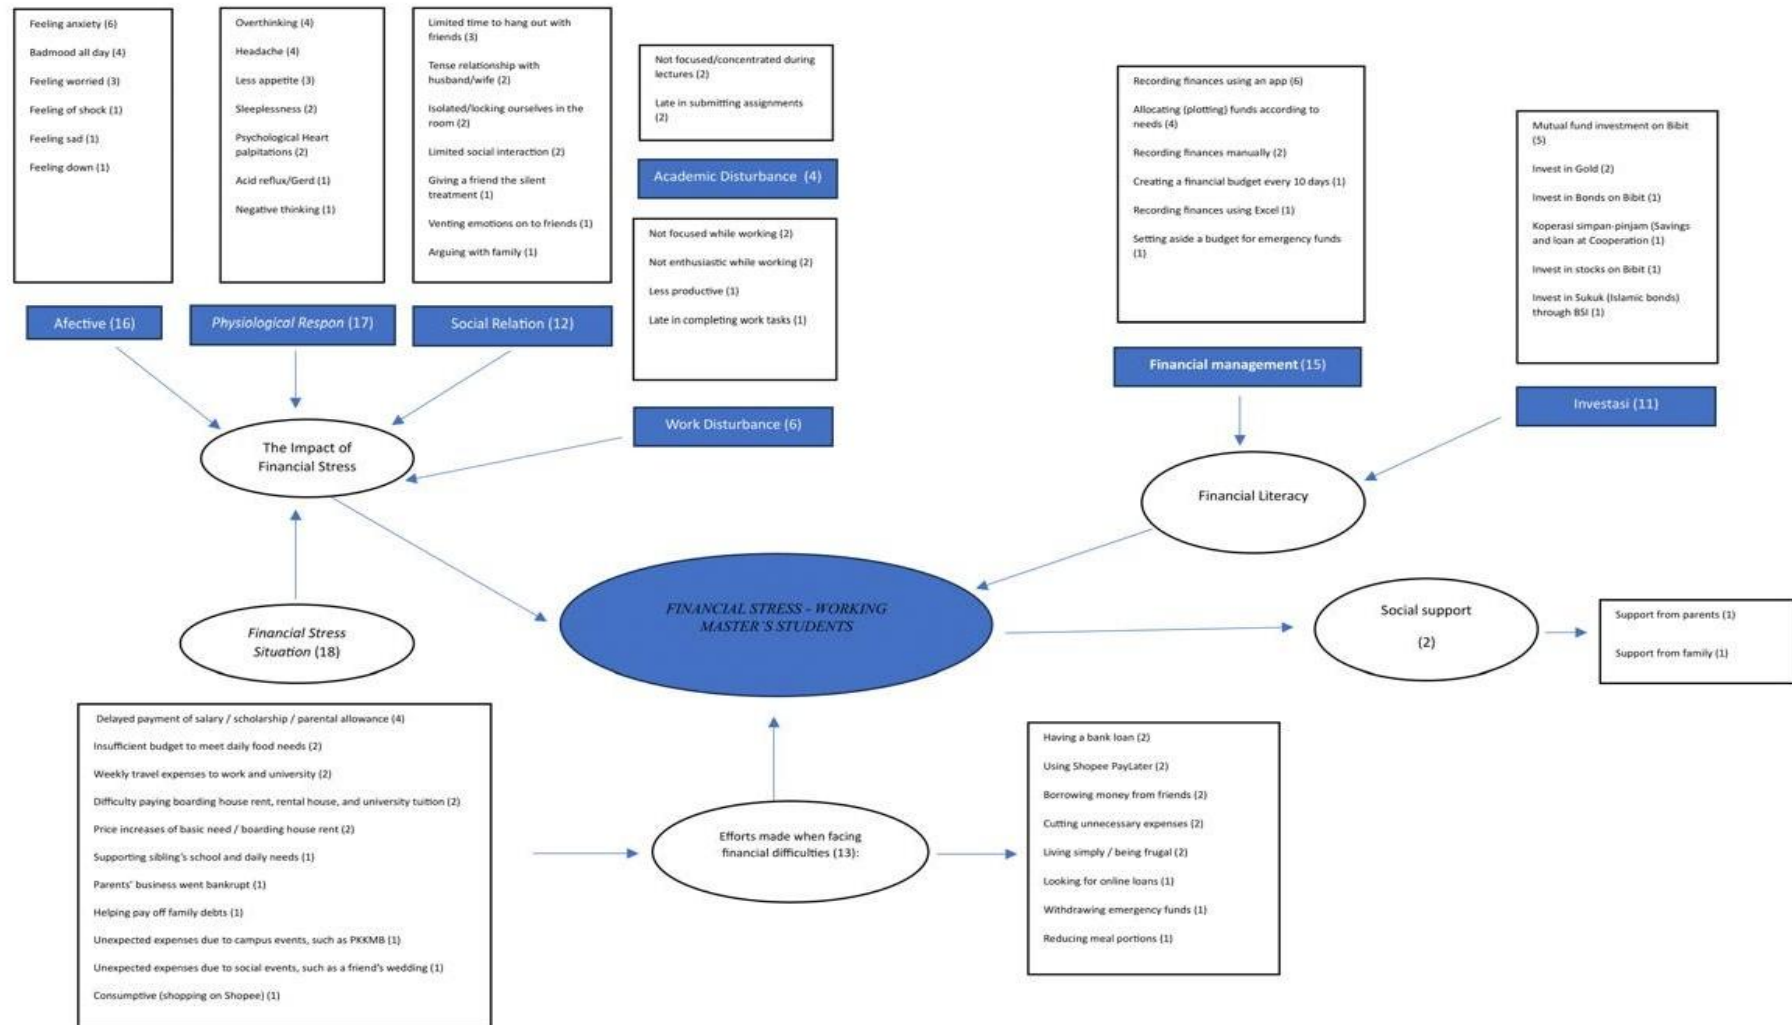 Feeling anxiety (6)
Badmood all day (4)
Feeling worried (3)
Feeling of shock (1)
Feeling sad (1)
Feeling down (1)
Afective (16)
Overthinking (4)
Headache (4)
Less appetite (3)
Sleeplessness (2)
Psychological Heart
palpitations (2)
Acid reflux/Gerd (1)
Negative thinking (1)
Physiological Respon (17)
Limited time to hang out with
friends (3)
Tense relationship with
husband/wife (2)
Isolated/locking ourselves in the
room (2)
Limited social interaction (2)
Giving a friend the silent
treatment (1)
Venting emotions on to friends (1)
Arguing with family (1)
Social Relation (12)
Not focused/concentrated during
lectures (2)
Late in submitting assignments
(2)
Academic Disturbance (4)
Not focused while working (2)
Not enthusiastic while working (2)
Less productive (1)
Late in completing work tasks (1)
Work Disturbance (6)
Recording finances using an app (6)
Allocating (plotting) funds according to
needs (4)
Recording finances manually (2)
Creating a financial budget every 10 days (1)
Recording finances using Excel (1)
Setting aside a budget for emergency funds
(1)
Financial management (15)
Mutual fund investment on Bibit
(5)
Invest in Gold (2)
Invest in Bonds on Bibit (1)
Koperasi simpan-pinjam (Savings
and loan at Cooperation (1)
Invest in stocks on Bibit (1)
Invest in Sukuk (Islamic bonds)
through BSI (1)
Investasi (11)
The Impact of
Financial Stress
Financial Literacy
FINANCIAL STRESS - WORKING
MASTER'S STUDENTS
Financial Stress
Situation (18)
Social support
(2)
Support from parents (1)
Support from family (1)
Delayed payment of salary / scholarship / parental allowance (4)
Insufficient budget to meet daily food needs (2)
Weekly travel expenses to work and university (2)
Difficulty paying boarding house rent, rental house, and university tuition (2)
Price increases of basic need / boarding house rent (2)
Supporting sibling's school and daily needs (1)
Parents' business went bankrupt (1)
Helping pay off family debts (1)
Unexpected expenses due to campus events, such as PKKMB (1)
Unexpected expenses due to social events, such as a friend's wedding (1)
Consumptive (shopping on Shopee) (1)
Efforts made when facing
financial difficulties (13):
Having a bank loan (2)
Using Shopee PayLater (2)
Borrowing money from friends (2)
Cutting unnecessary expenses (2)
Living simply / being frugal (2)
Looking for online loans (1)
Withdrawing emergency funds (1)
Reducing meal portions (1)